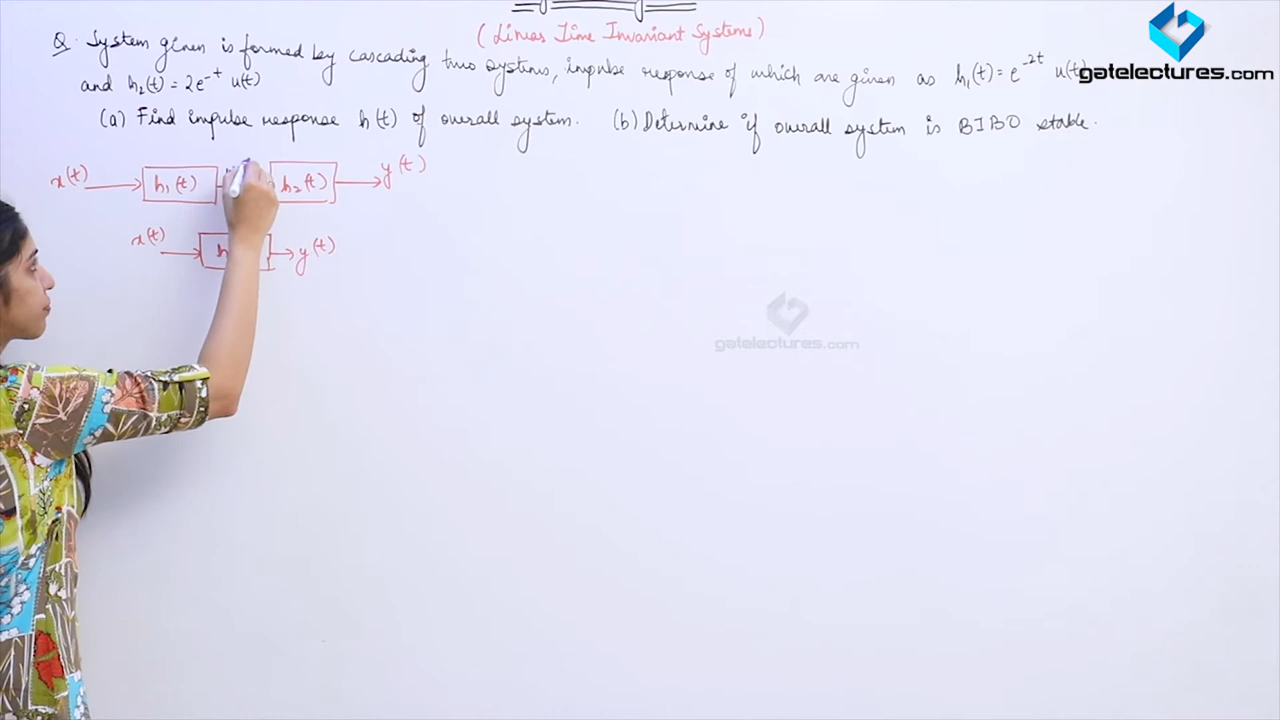 (Linear Time Invariant Systems)
Q. System given is formed by cascading two systems, impulse response of which are given as h₁(t) = e^{-2t} u(t)
and h₂(t) = 2e^{-t} u(t)
(a) Find impulse response h(t) of overall system. (b) Determine if overall system is BIBO stable.
x(t) h₁(t) h₂(t) y(t)
x(t) y(t)
gatelectures.com
gatelectures.com